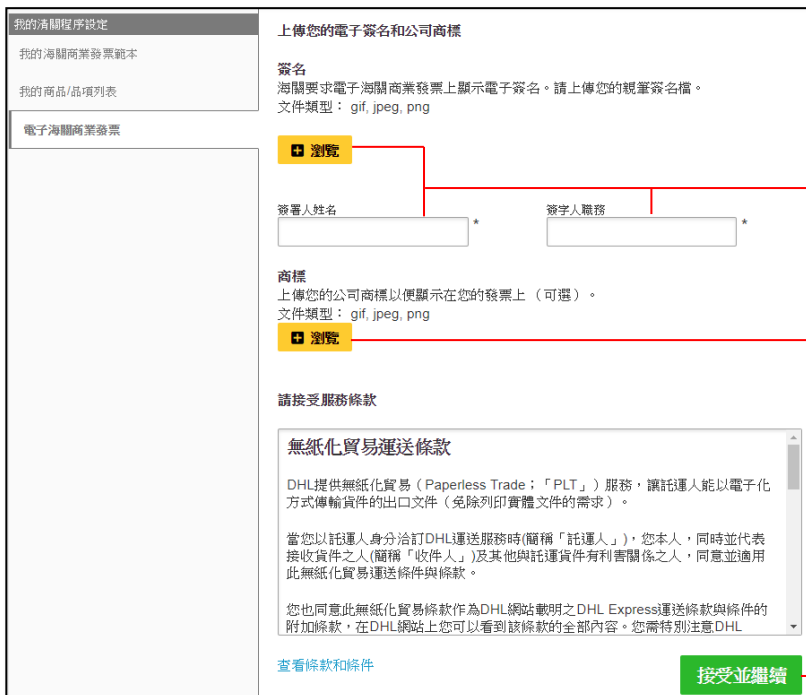 我的清關程序設定
我的海關商業發票範本
我的商品/品項列表
電子海關商業發票
上傳您的電子簽名和公司商標
簽名
海關要求電子海關商業發票上顯示電子簽名。請上傳您的親筆簽名檔。
文件類型： gif, jpeg, png
瀏覽
簽署人姓名
*
簽字人職務
*
商標
上傳您的公司商標以便顯示在您的發票上 （可選）。
文件類型： gif, jpeg, png
瀏覽
請接受服務條款
無紙化貿易運送條款
DHL提供無紙化貿易（Paperless Trade；「PLT」）服務，讓託運人能以電子化
方式傳輸貨件的出口文件（免除列印實體文件的需求）。
當您以託運人身分洽訂DHL運送服務時(簡稱「託運人」)，您本人，同時並代表
接收貨件之人(簡稱「收件人」)及其他與託運貨件有利害關係之人，同意並適用
此無紙化貿易運送條件與條款。
您也同意此無紙化貿易條款作為DHL網站載明之DHL Express運送條款與條件的
附加條款，在DHL網站上您可以看到該條款的全部內容。您需特別注意DHL
查看條款和條件
接受並繼續